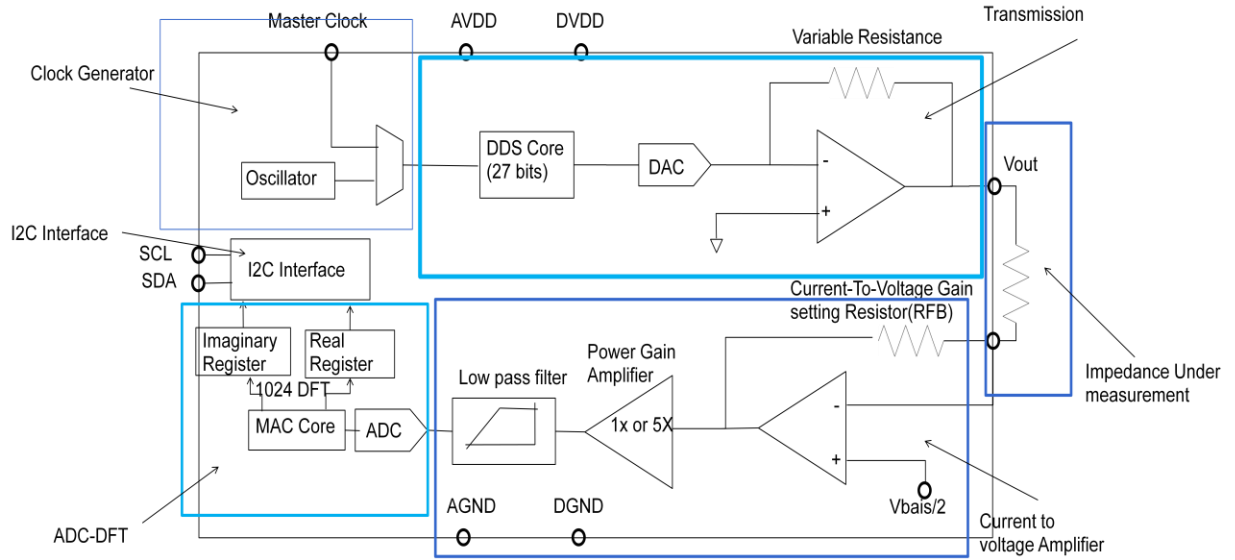 Transmission
Master Clock
AVDD
DVDD
Variable Resistance
Clock Generator
DDS Core
(27 bits)
DAC
-
+
Oscillator
Vout
I2C Interface
SCL
SDA
I2C Interface
Current-To-Voltage Gain
setting Resistor(RFB)
Imaginary
Register
Real
Register
Power Gain
Amplifier
Low pass filter
Impedance Under
measurement
1024 DFT
MAC Core
ADC
1x or 5X
-
+
Vbais/2
AGND
DGND
ADC-DFT
Current to
voltage Amplifier